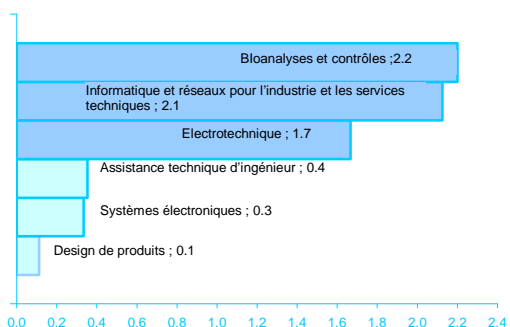 Bloanalyses et contrôles ;2.2
Informatique et réseaux pour l'industrie et les services
techniques ; 2.1
Electrotechnique ; 1.7
Assistance technique d'ingénieur ; 0.4
Systèmes électroniques ; 0.3
Design de produits ; 0.1
0.0 0.2 0.4 0.6 0.8 1.0 1.2 1.4 1.6 1.8 2.0 2.2 2.4